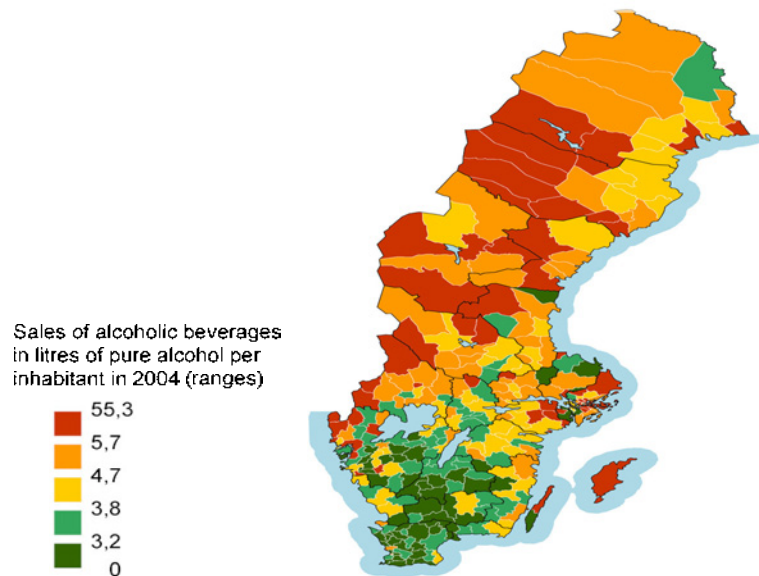 Sales of alcoholic beverages
in litres of pure alcohol per
inhabitant in 2004 (ranges)
55,3
5,7
4,7
3,8
3,2
0